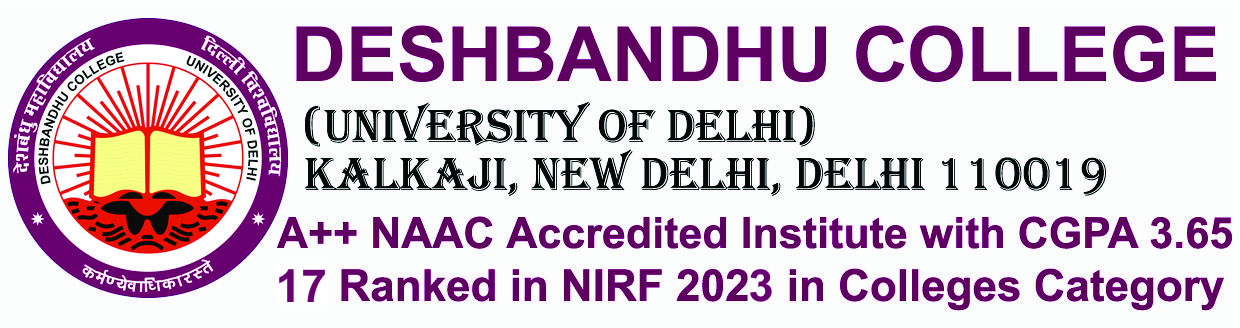 देशबंधु महाविद्यालय
दिल्ली विश्वविद्यालय
DESHBANDHU COLLEGE
UNIVERSITY OF DELHI
कर्मण्येवाधिकारस्ते
DESHBANDHU COLLEGE
(UNIVERSITY OF DELHI)
KALKAJI, NEW DELHI, DELHI 110019
A++ NAAC Accredited Institute with CGPA 3.65
17 Ranked in NIRF 2023 in Colleges Category